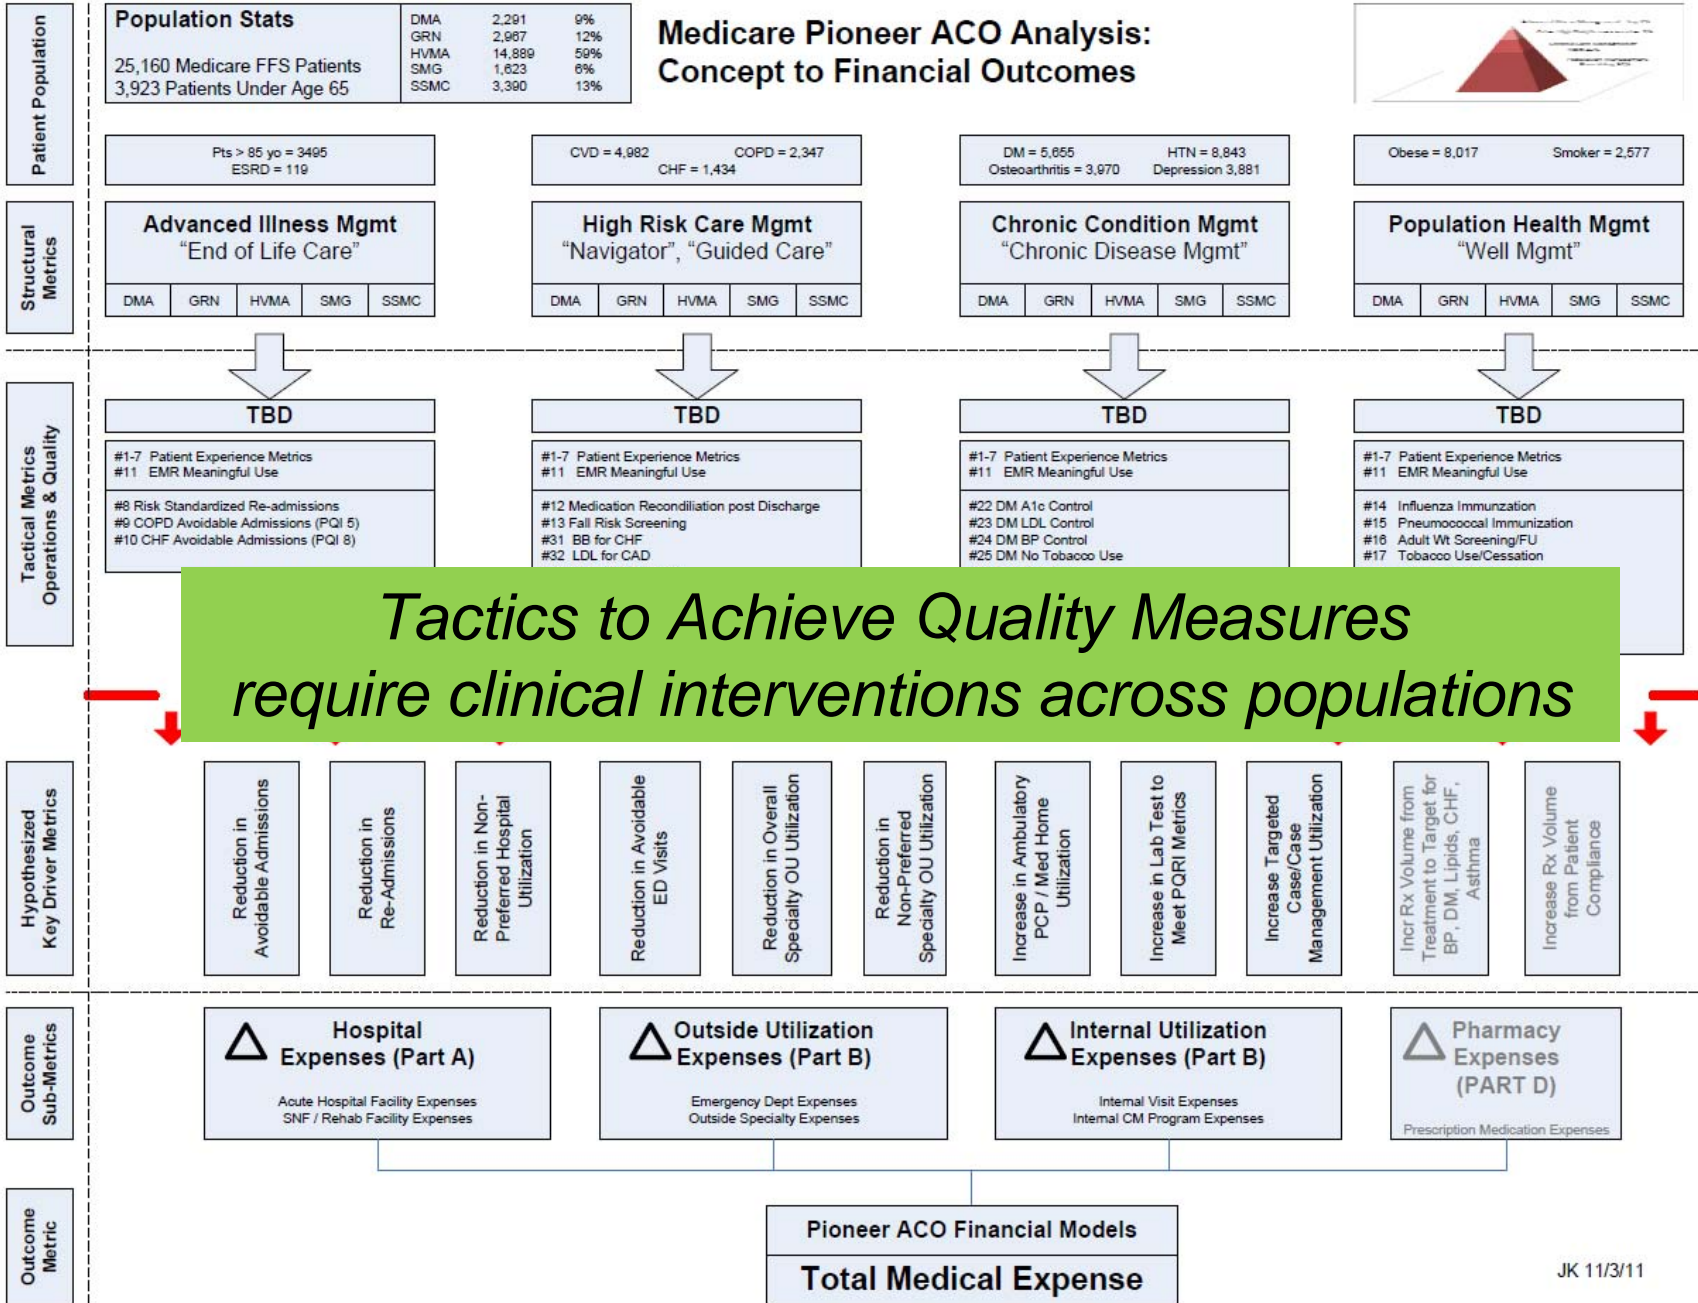 Patient Population
Population Stats
25,160 Medicare FFS Patients
3,923 Patients Under Age 65
DMA 2,291 9%
GRN 2,967 12%
HVMA 14,889 59%
SMG 1,623 6%
SSMC 3,390 13%
Medicare Pioneer ACO Analysis:
Concept to Financial Outcomes
Pts > 85 yo = 3495
ESRD = 119
CVD = 4,982 COPD = 2,347
CHF = 1,434
DM = 5,655 HTN = 8,843
Osteoarthritis = 3,970 Depression 3,881
Obese = 8,017 Smoker = 2,577
Structural
Metrics
Advanced Illness Mgmt
“End of Life Care”
DMA GRN HVMA SMG SSMC
High Risk Care Mgmt
“Navigator”, “Guided Care”
DMA GRN HVMA SMG SSMC
Chronic Condition Mgmt
“Chronic Disease Mgmt”
DMA GRN HVMA SMG SSMC
Population Health Mgmt
“Well Mgmt”
DMA GRN HVMA SMG SSMC
Tactical Metrics
Operations & Quality
TBD
#1-7 Patient Experience Metrics
#11 EMR Meaningful Use
#8 Risk Standardized Re-admissions
#9 COPD Avoidable Admissions (PQI 5)
#10 CHF Avoidable Admissions (PQI 8)
TBD
#1-7 Patient Experience Metrics
#11 EMR Meaningful Use
#12 Medication Recondiliation post Discharge
#13 Fall Risk Screening
#31 BB for CHF
#32 LDL for CAD
TBD
#1-7 Patient Experience Metrics
#11 EMR Meaningful Use
#22 DM A1c Control
#23 DM LDL Control
#24 DM BP Control
#25 DM No Tobacco Use
TBD
#1-7 Patient Experience Metrics
#11 EMR Meaningful Use
#14 Influenza Immunzation
#15 Pneumococcal Immunization
#16 Adult Wt Screening/FU
#17 Tobacco Use/Cessation
Tactics to Achieve Quality Measures
require clinical interventions across populations
Hypothesized
Key Driver Metrics
Reduction in
Avoidable Admissions
Reduction in
Re-Admissions
Reduction in Non-
Preferred Hospital
Utilization
Reduction in Avoidable
ED Visits
Reduction in Overall
Specialty OU Utilization
Reduction in
Non-Preferred
Specialty OU Utilization
Increase in Ambulatory
PCP / Med Home
Utilization
Increase in Lab Test to
Meet PQRI Metrics
Increase Targeted
Case/Case
Management Utilization
Incr Rx Volume from
Treatment to Target for
BP, DM, Lipids, CHF,
Asthma
Increase Rx Volume
from Patient
Compliance
Outcome
Sub-Metrics
Hospital
Expenses (Part A)
Acute Hospital Facility Expenses
SNF / Rehab Facility Expenses
Outside Utilization
Expenses (Part B)
Emergency Dept Expenses
Outside Specialty Expenses
Internal Utilization
Expenses (Part B)
Internal Visit Expenses
Internal CM Program Expenses
Pharmacy
Expenses
(PART D)
Prescription Medication Expenses
Outcome
Metric
Pioneer ACO Financial Models
Total Medical Expense
JK 11/3/11